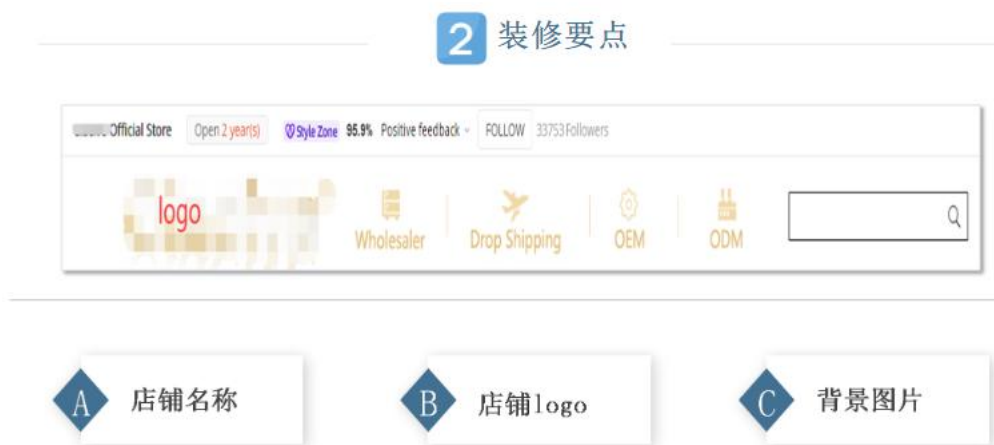 2 装修要点
Official Store Open 2 year(s) Style Zone 95.9% Positive feedback FOLLOW 33753 Followers
logo
Wholesaler Drop Shipping OEM ODM
A 店铺名称
B 店铺logo
C 背景图片